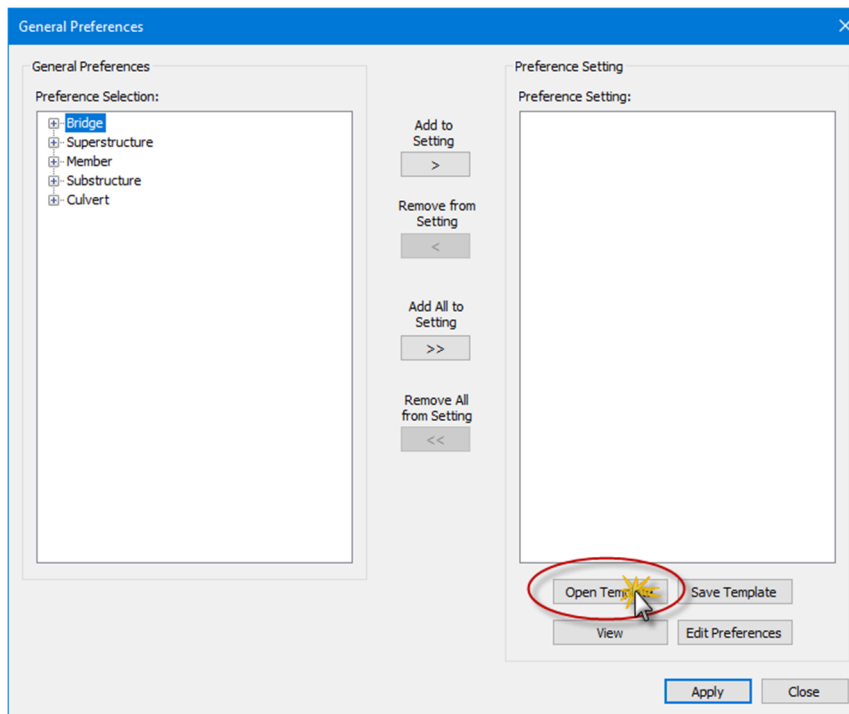 General Preferences
General Preferences
Preference Selection:
Bridge
Superstructure
Member
Substructure
Culvert
Add to
Setting
>
Remove from
Setting
<
Add All to
Setting
>>
Remove All
from Setting
<<
Preference Setting
Preference Setting:
Open
Save Template
View
Edit Preferences
Apply
Close